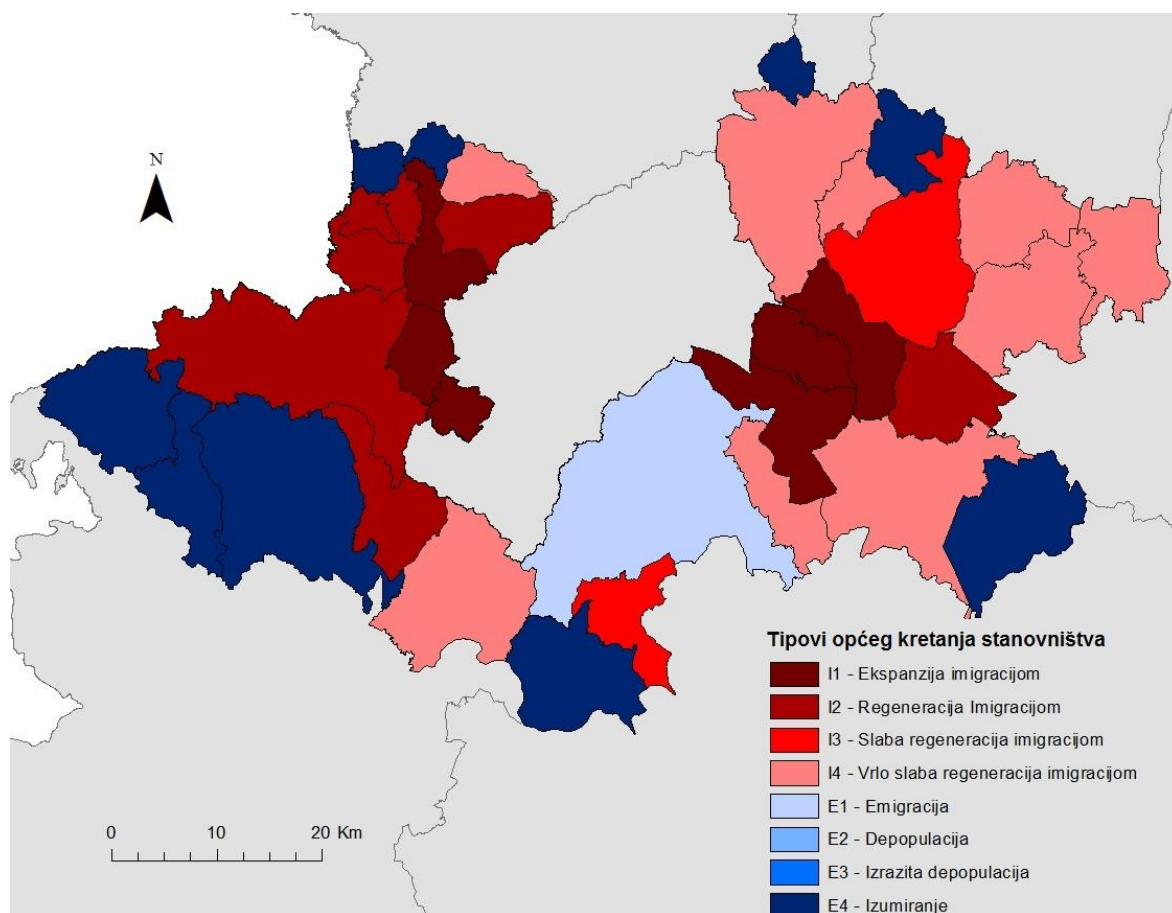 N
Tipovi općeg kretanja stanovništva
I1 - Ekspanzija imigracijom
I2 - Regeneracija Imigracijom
I3 - Slaba regeneracija imigracijom
I4 - Vrlo slaba regeneracija imigracijom
E1 - Emigracija
E2 - Depopulacija
E3 - Izrazita depopulacija
E4 - Izumiranje
0 10 20 Km